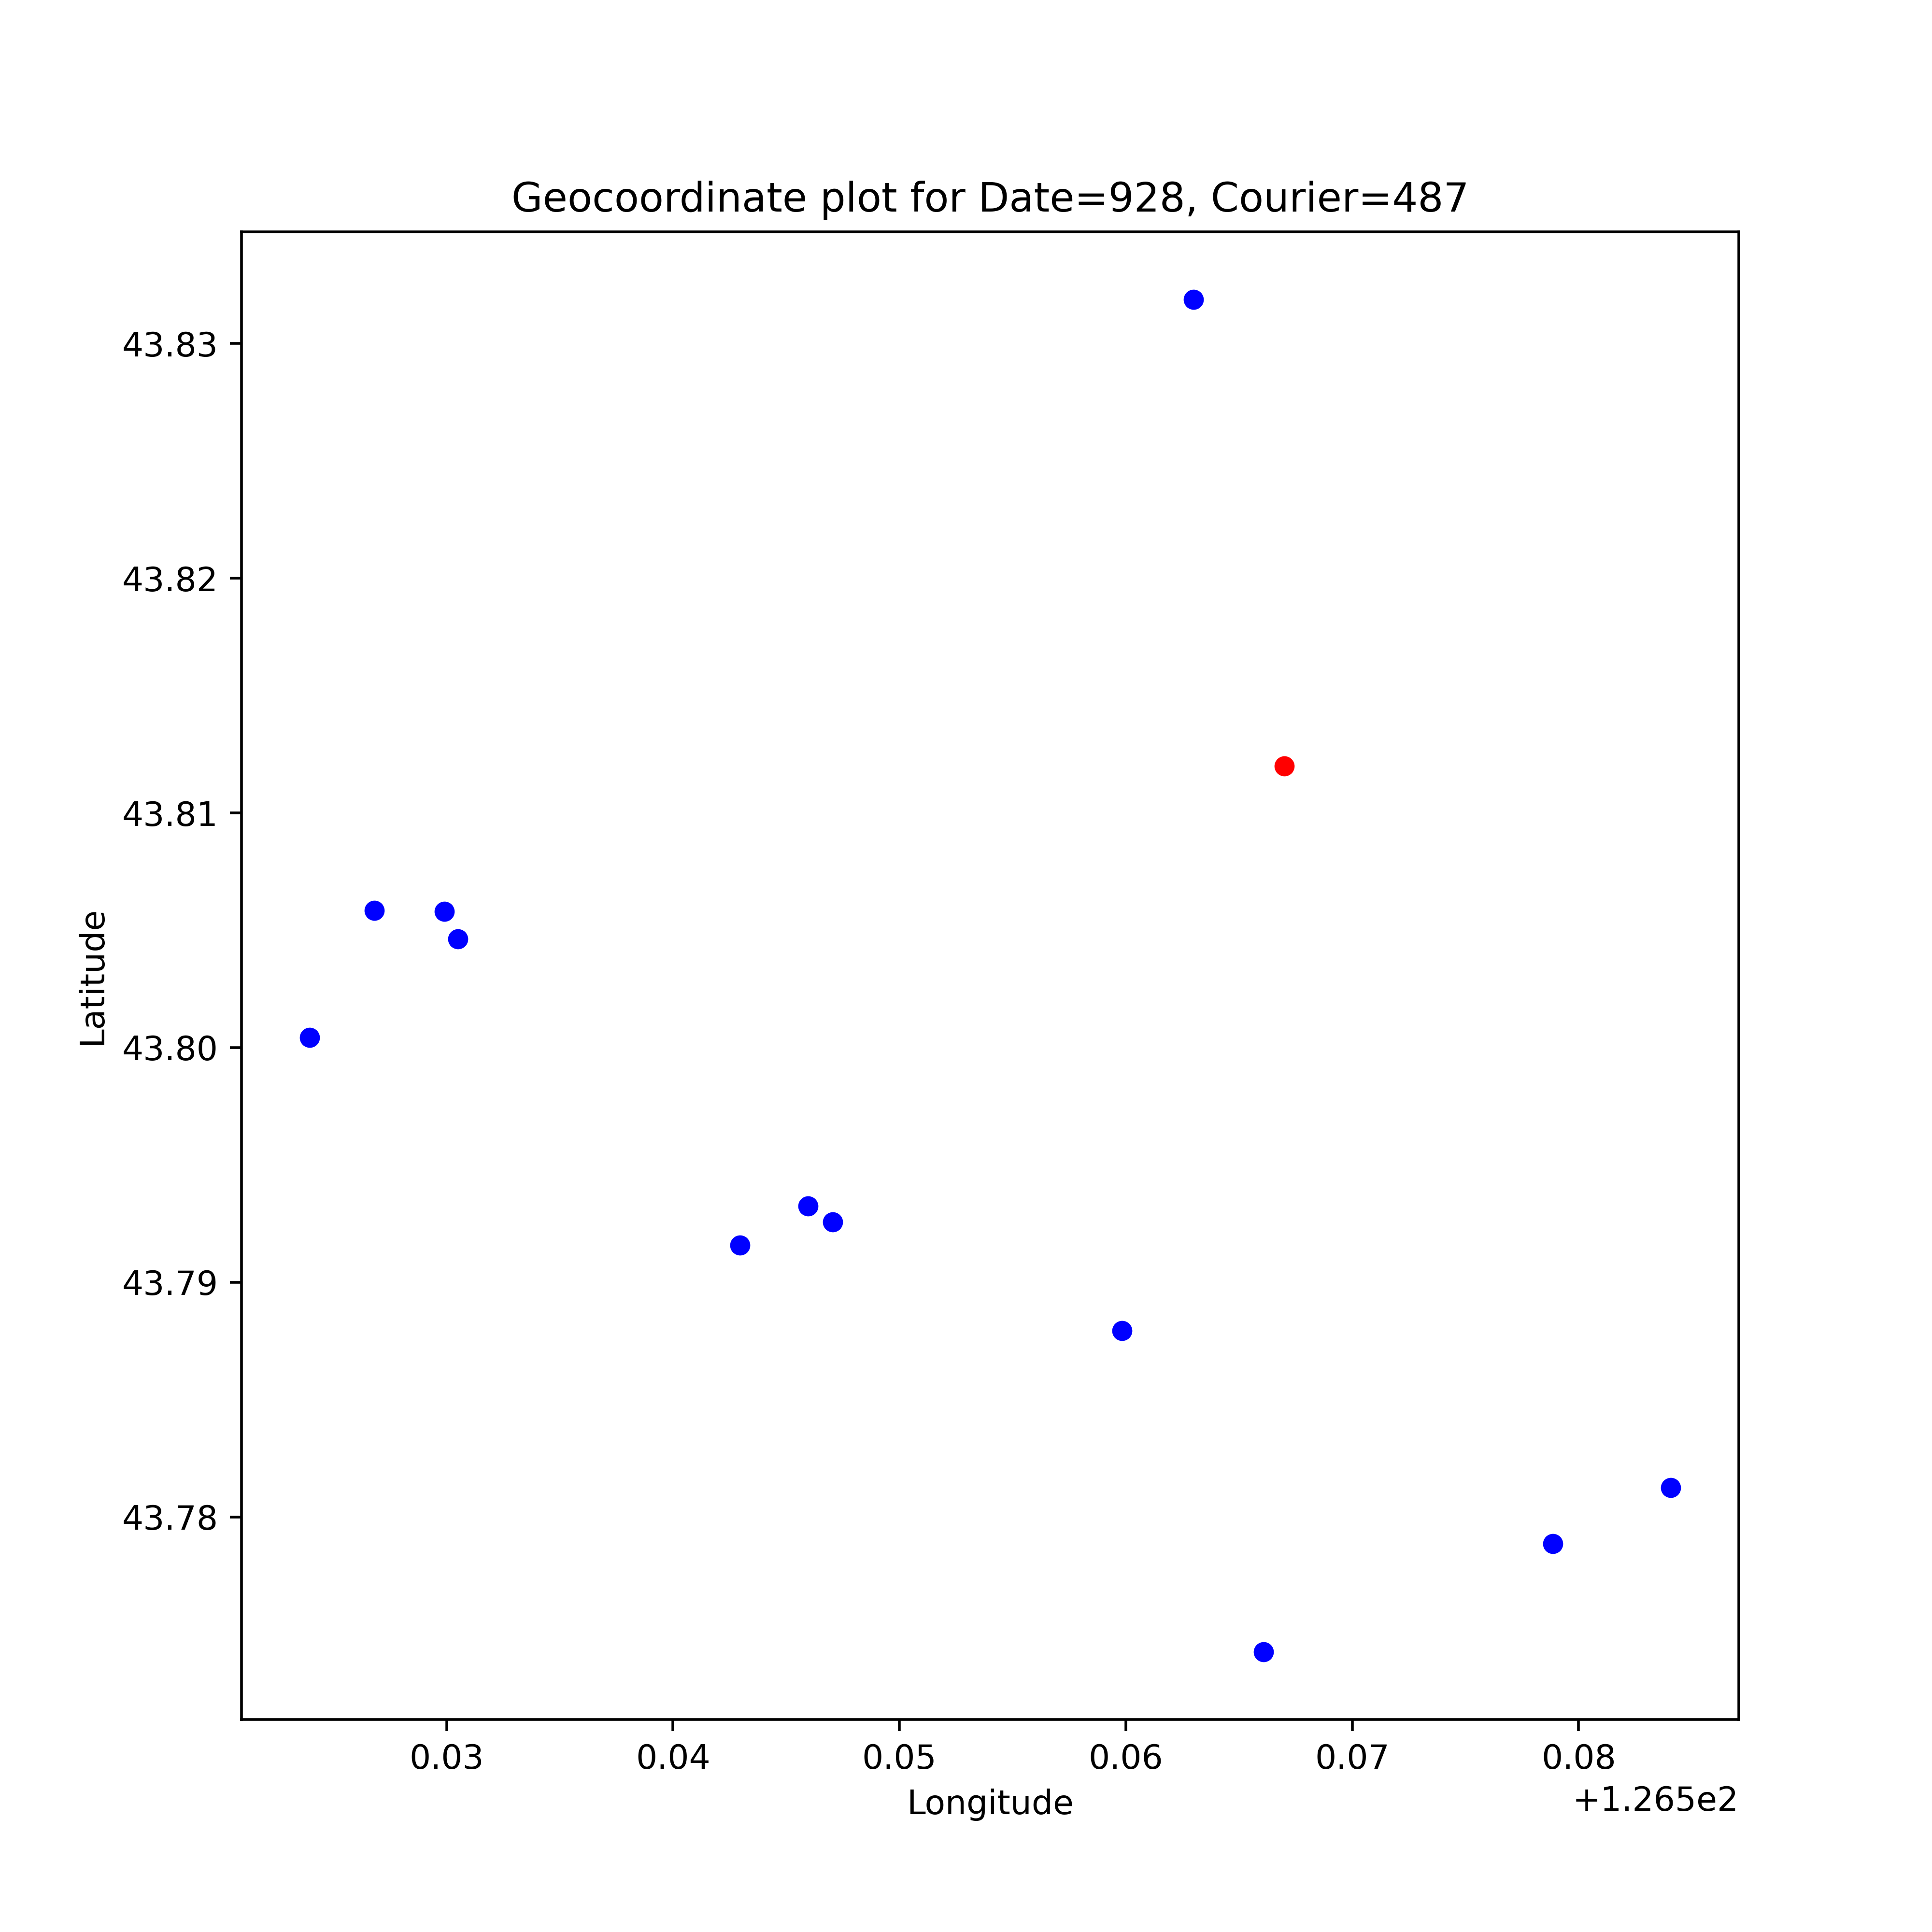 Geocoordinate plot for Date=928, Courier=487
43.83
43.82
43.81
43.80
43.79
43.78
Latitude
0.03 0.04 0.05 0.06 0.07 0.08
+1.265e2
Longitude